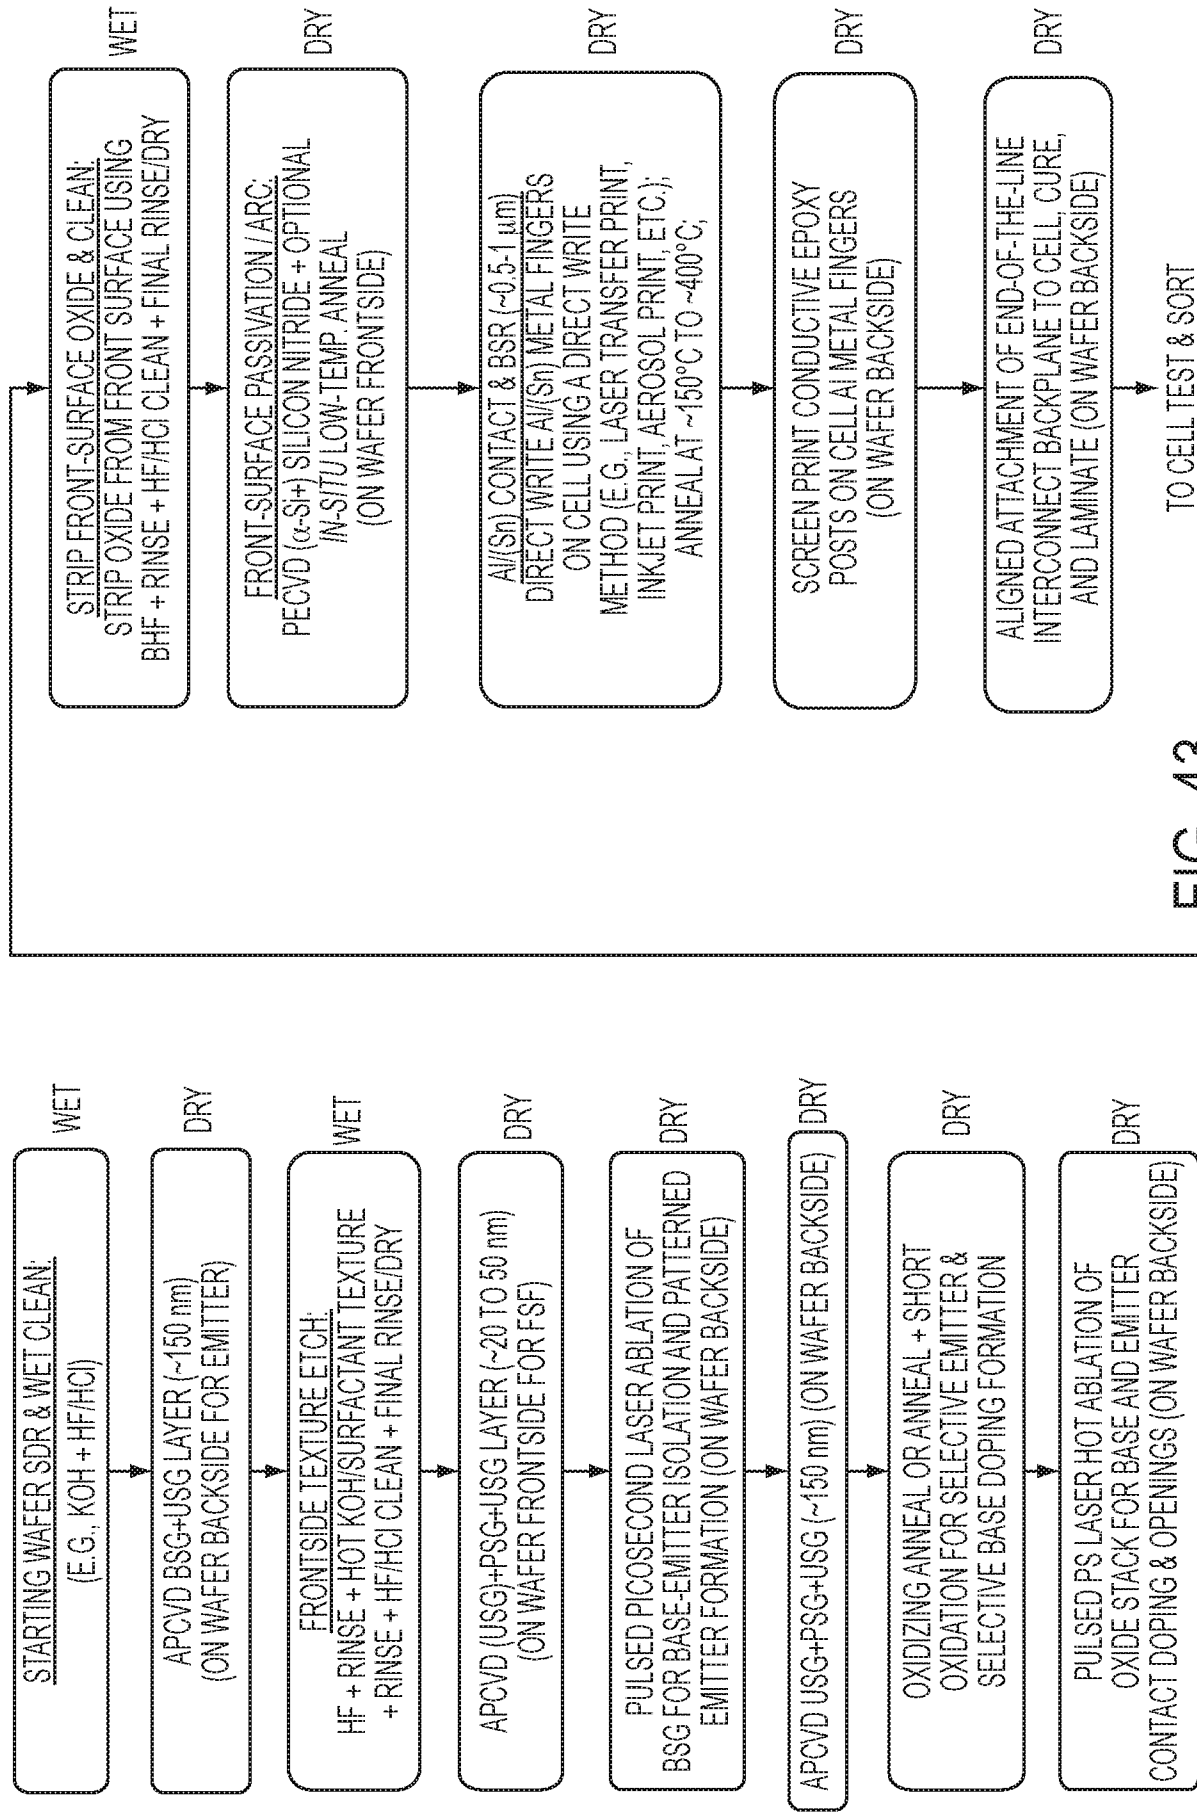 STARTING WAFER SDR & WET CLEAN:
(E.G., KOH + HF/HCl)
WET
APCVD BSG+USG LAYER (~150 nm)
(ON WAFER BACKSIDE FOR EMITTER)
DRY
FRONTSIDE TEXTURE ETCH:
HF + RINSE + HOT KOH/SURFACTANT TEXTURE
+ RINSE + HF/HCl CLEAN + FINAL RINSE/DRY
WET
APCVD (USG)+PSG+USG LAYER (~20 TO 50 nm)
(ON WAFER FRONTSIDE FOR FSF)
DRY
PULSED PICOSECOND LASER ABLATION OF
BSG FOR BASE-EMITTER ISOLATION AND PATTERNED
EMITTER FORMATION (ON WAFER BACKSIDE)
DRY
APCVD USG+PSG+USG (~150 nm) (ON WAFER BACKSIDE)
DRY
OXIDIZING ANNEAL OR ANNEAL + SHORT
OXIDATION FOR SELECTIVE EMITTER &
SELECTIVE BASE DOPING FORMATION
DRY
PULSED PS LASER HOT ABLATION OF
OXIDE STACK FOR BASE AND EMITTER
CONTACT DOPING & OPENINGS (ON WAFER BACKSIDE)
DRY
STRIP FRONT-SURFACE OXIDE & CLEAN:
STRIP OXIDE FROM FRONT SURFACE USING
BHF + RINSE + HF/HCl CLEAN + FINAL RINSE/DRY
WET
FRONT-SURFACE PASSIVATION / ARC:
PECVD (α-Si+) SILICON NITRIDE + OPTIONAL
IN-SITU LOW-TEMP. ANNEAL
(ON WAFER FRONTSIDE)
DRY
Al/(Sn) CONTACT & BSR (~0.5-1 µm)
DIRECT WRITE Al/(Sn) METAL FINGERS
ON CELL USING A DIRECT WRITE
METHOD (E.G., LASER TRANSFER PRINT,
INKJET PRINT, AEROSOL PRINT, ETC.);
ANNEAL AT ~150°C TO ~400°C;
DRY
SCREEN PRINT CONDUCTIVE EPOXY
POSTS ON CELL Al METAL FINGERS
(ON WAFER BACKSIDE)
DRY
ALIGNED ATTACHMENT OF END-OF-THE-LINE
INTERCONNECT BACKPLANE TO CELL, CURE,
AND LAMINATE (ON WAFER BACKSIDE)
DRY
TO CELL TEST & SORT
FIG. 43